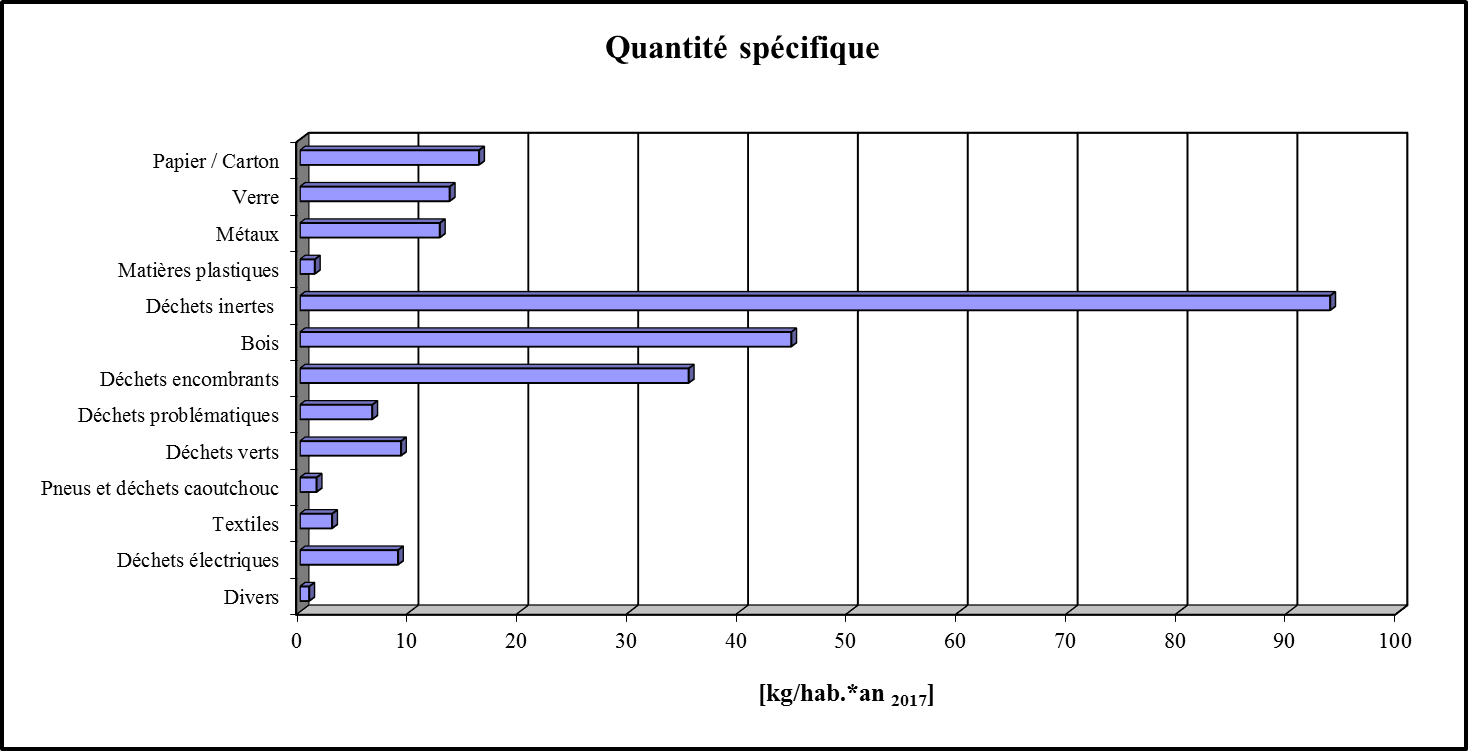 Quantité spécifique
Papier / Carton
Verre
Métaux
Matières plastiques
Déchets inertes
Bois
Déchets encombrants
Déchets problématiques
Déchets verts
Pneus et déchets caoutchouc
Textiles
Déchets électriques
Divers
0 10 20 30 40 50 60 70 80 90 100
[kg/hab.*an 2017]